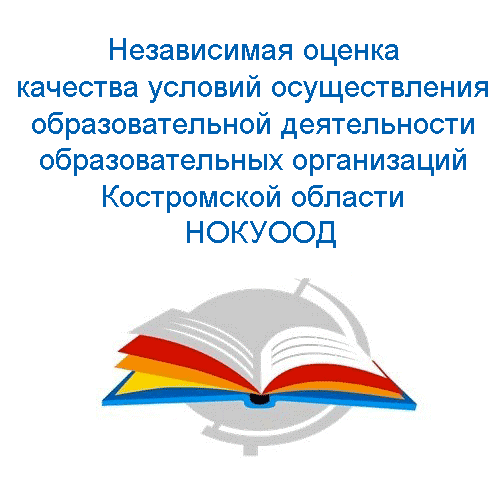 Независимая оценка
качества условий осуществления
образовательной деятельности
образовательных организаций
Костромской области
НОКУООД